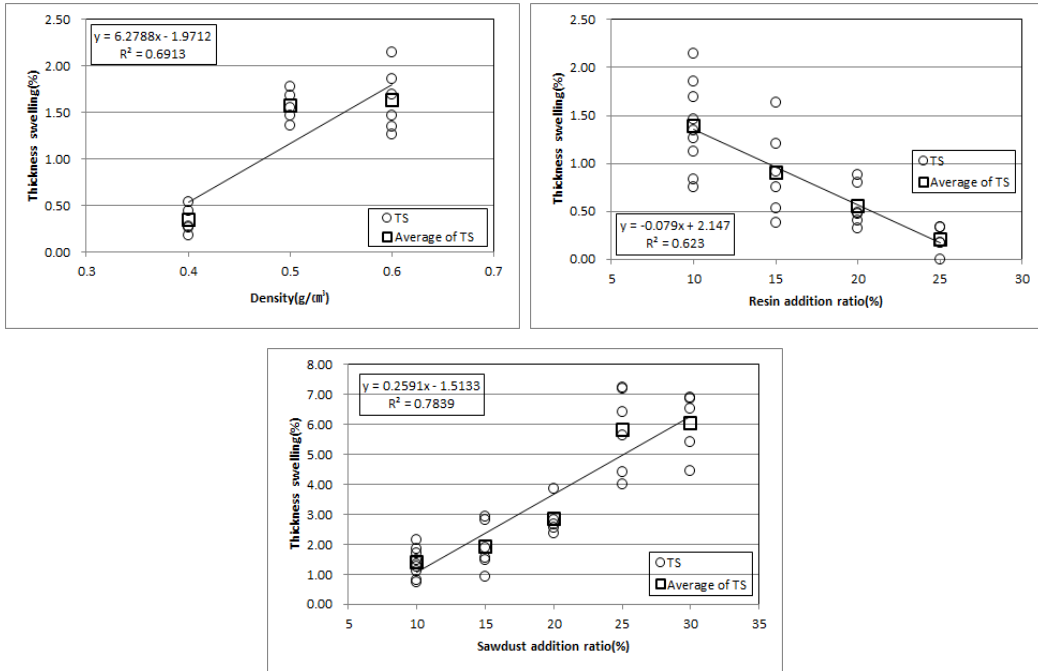 2.50
2.00
1.50
1.00
0.50
0.00
Thickness swelling(%)
y = 6.2788x - 1.9712
R² = 0.6913
TS
Average of TS
0.3 0.4 0.5 0.6 0.7
Density(g/㎤)
2.50
2.00
1.50
1.00
0.50
0.00
Thickness swelling(%)
TS
Average of TS
y = -0.079x + 2.147
R² = 0.623
5 10 15 20 25 30
Resin addition ratio(%)
8.00
7.00
6.00
5.00
4.00
3.00
2.00
1.00
0.00
Thickness swelling(%)
y = 0.2591x - 1.5133
R² = 0.7839
TS
Average of TS
5 10 15 20 25 30 35
Sawdust addition ratio(%)